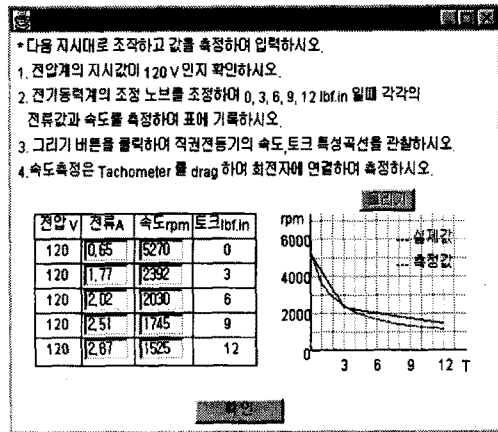 * 다음 지시대로 조작하고 값을 측정하여 입력하시오.
1. 전압계의 지시값이 120 V 인지 확인하시오.
2. 전기동력계의 조정 노브를 조정하여 0, 3, 6, 9, 12 lbf.in 일때 각각의
전류값과 속도를 측정하여 표에 기록하시오.
3. 그리기 버튼을 클릭하여 직권전동기의 속도,토크 특성곡선을 관찰하시오.
4. 속도측정은 Tachometer 를 drag 하여 회전자에 연결하여 측정하시오.
그리기
전압 V 전류A 속도rpm 토크lbf.in
120 0,65 5270 0
120 1,77 2392 3
120 2,02 2030 6
120 2,51 1745 9
120 2,87 1525 12
rpm
6000
4000
2000
0
3 6 9 12 T
실제값
측정값
확인